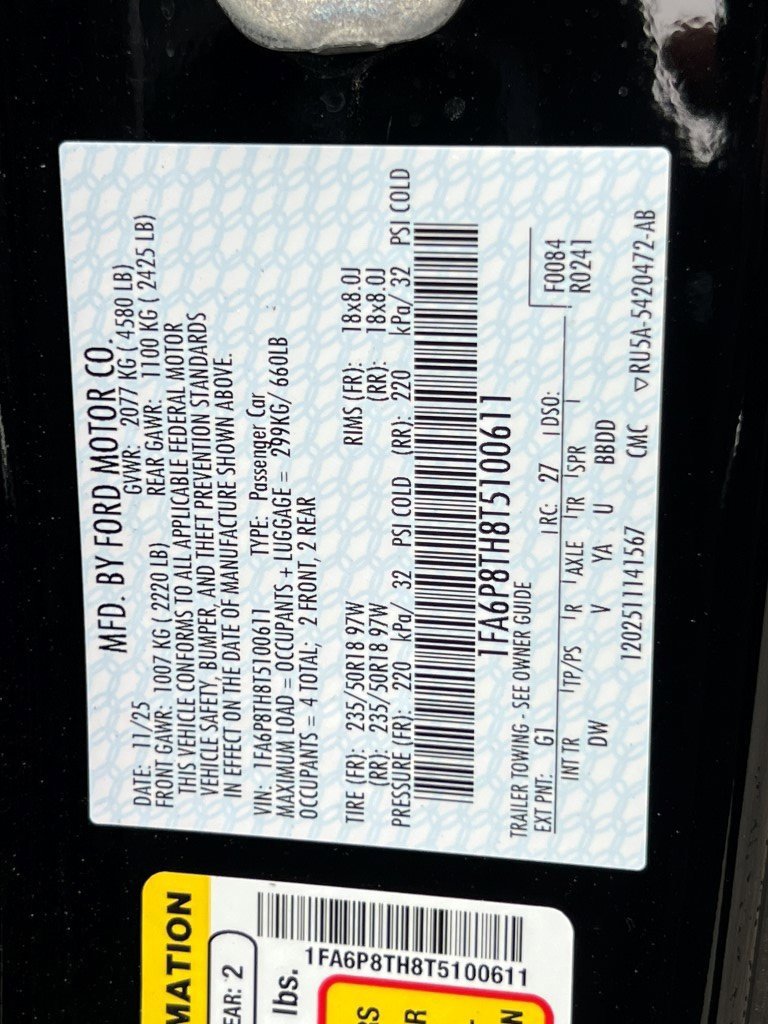 MFD. BY FORD MOTOR CO.
DATE: 11/25 GVWR: 2077 KG ( 4580 LB)
FRONT GAWR: 1007 KG ( 2220 LB) REAR GAWR: 1100 KG ( 2425 LB)
THIS VEHICLE CONFORMS TO ALL APPLICABLE FEDERAL MOTOR
VEHICLE SAFETY, BUMPER, AND THEFT PREVENTION STANDARDS
IN EFFECT ON THE DATE OF MANUFACTURE SHOWN ABOVE.
VIN: 1FA6P8TH8T5100611 TYPE: Passenger Car
MAXIMUM LOAD = OCCUPANTS + LUGGAGE = 299KG/ 660LB
OCCUPANTS = 4 TOTAL; 2 FRONT, 2 REAR
TIRE (FR): 235/50R18 97W RIMS (FR): 18x8.0J
(RR): 235/50R18 97W (RR): 18x8.0J
PRESSURE (FR): 220 kPa/ 32 PSI COLD (RR): 220 kPa/ 32 PSI COLD
1FA6P8TH8T5100611
TRAILER TOWING - SEE OWNER GUIDE
EXT PNT: G1 RC: 27 DSO: F0084
R0241
INT TR TP/PS R AXLE TR SPR
DW V YA U BBDD
1202511141567 CMC ▽RU5A-5420472-AB
MATION
EAR: 2
lbs.
1FA6P8TH8T5100611
RS
R
N